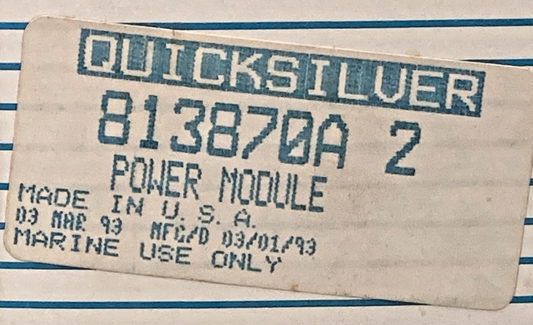 QUICKSILVER
813870A 2
POWER MODULE
MADE IN U. S. A.
03 MAR 93 MFG/D 03/01/93
MARINE USE ONLY